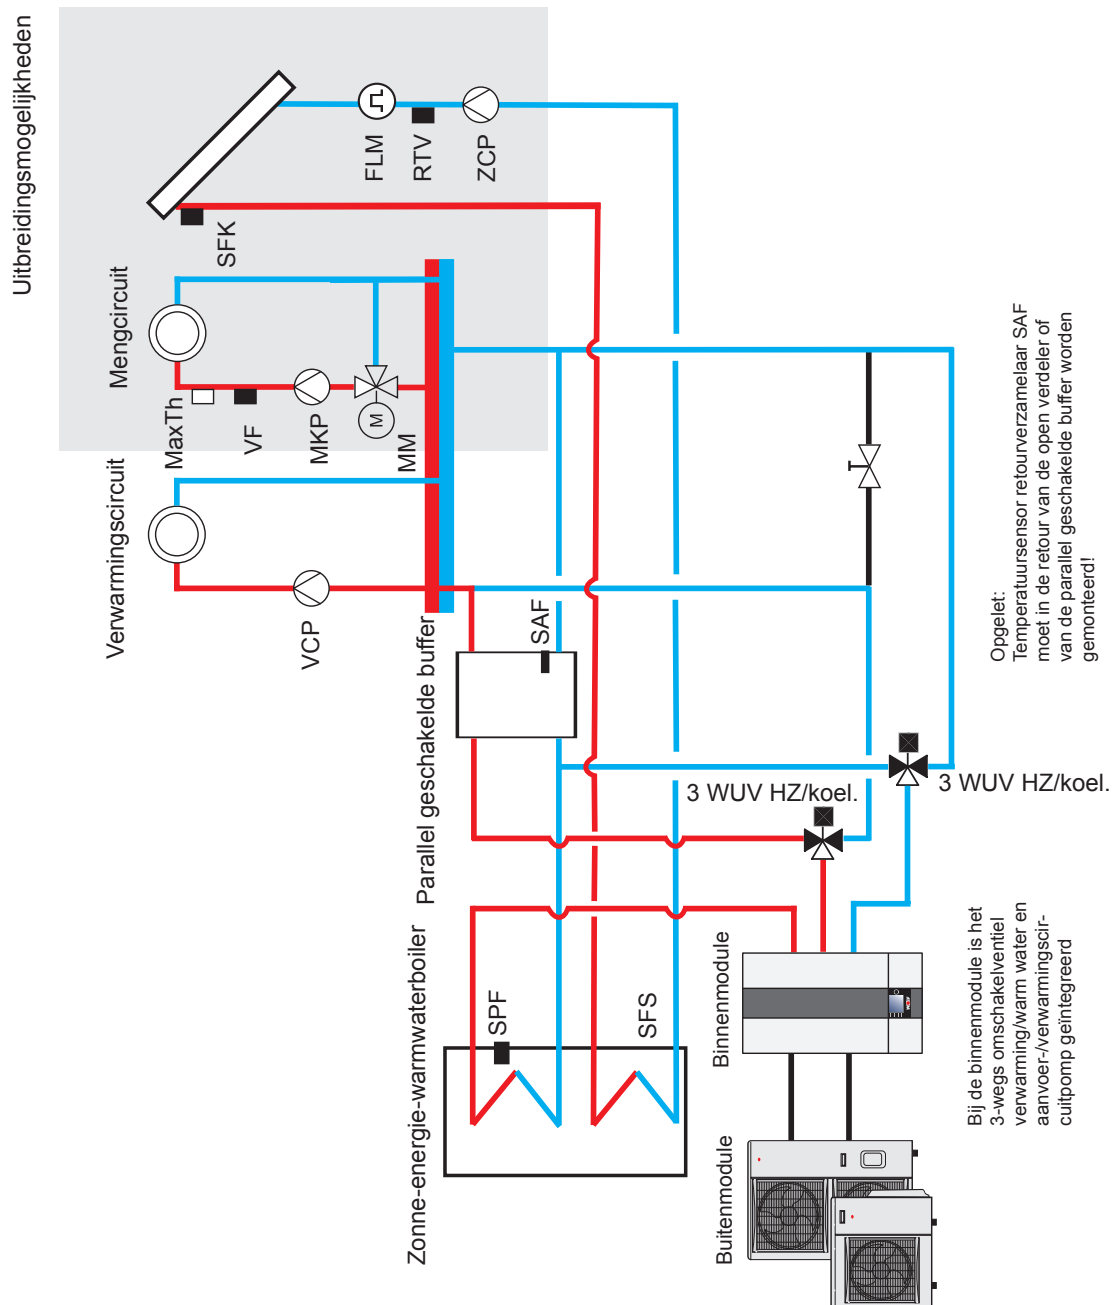 Uitbreidingsmogelijkheden
Verwarmingscircuit
Mengcircuit
SFK
FLM
RTV
ZCP
MaxTh
VF
MKP
M
MM
VCP
Parallel geschakelde buffer
SAF
3 WUV HZ/koel.
3 WUV HZ/koel.
Zonne-energie-warmwaterboiler
SPF
SFS
Buitenmodule
Binnenmodule
Bij de binnenmodule is het
3-wegs omschakelventiel
verwarming/warm water en
aanvoer-/verwarmingscir-
cuitpomp geïntegreerd
Opgelet:
Temperatuursensor retourverzamelaar SAF
moet in de retour van de open verdeler of
van de parallel geschakelde buffer worden
gemonteerd!